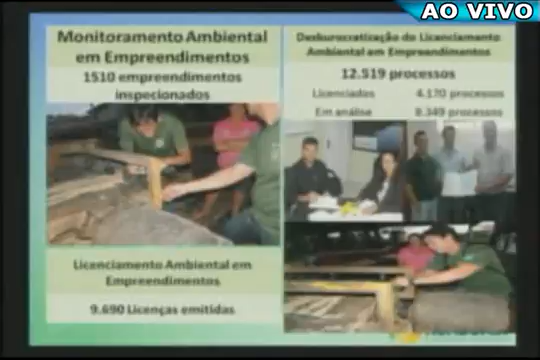 AO VIVO
Monitoramento Ambiental
em Empreendimentos
1510 empreendimentos
inspecionados
Desburocratização do Licenciamento
Ambiental em Empreendimentos
12.519 processos
Licenciados 4.170 processos
Em análise 8.349 processos
Licenciamento Ambiental em
Empreendimentos
9.690 Licenças emitidas